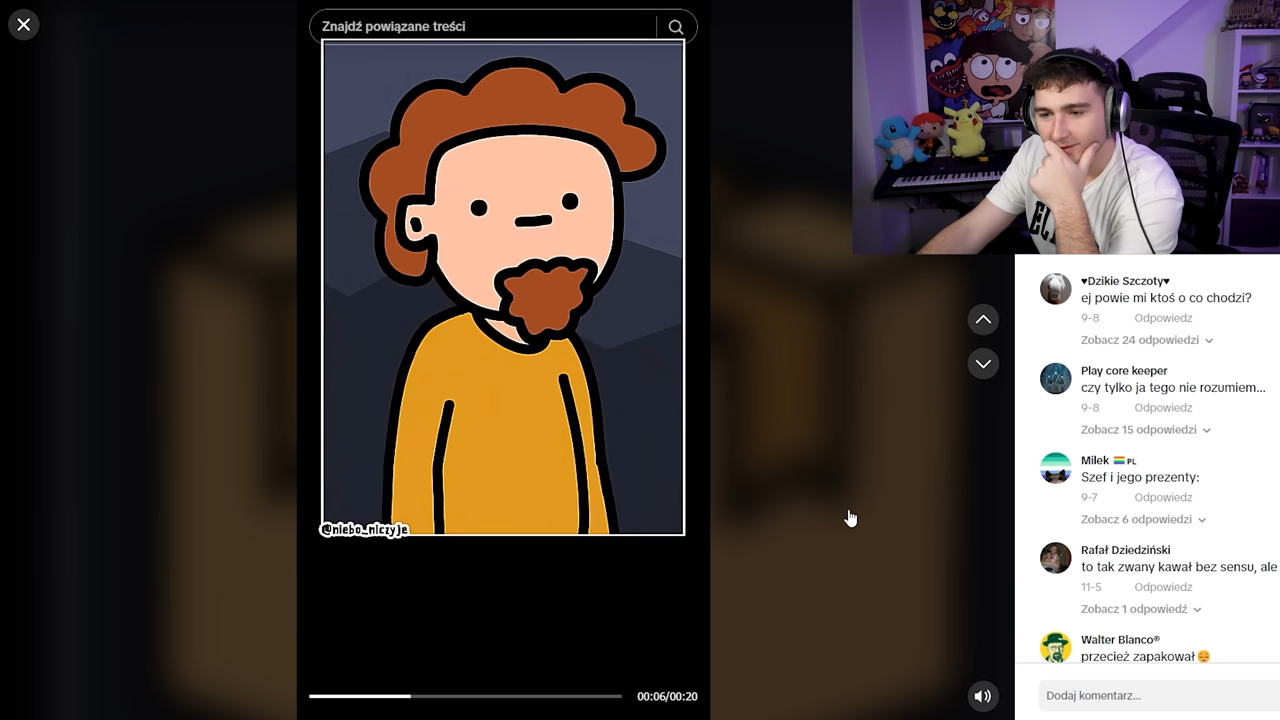 Znajdź powiązane treści
@niebo_niczyje
00:06/00:20
♥Dzikie Szczoty♥
ej powie mi ktoś o co chodzi?
9-8 Odpowiedz
Zobacz 24 odpowiedzi
Play core keeper
czy tylko ja tego nie rozumiem...
9-8 Odpowiedz
Zobacz 15 odpowiedzi
Milek PL
Szef i jego prezenty:
9-7 Odpowiedz
Zobacz 6 odpowiedzi
Rafał Dziedziński
to tak zwany kawał bez sensu, ale
11-5 Odpowiedz
Zobacz 1 odpowiedź
Walter Blanco®
przecież zapakował😔
Dodaj komentarz...